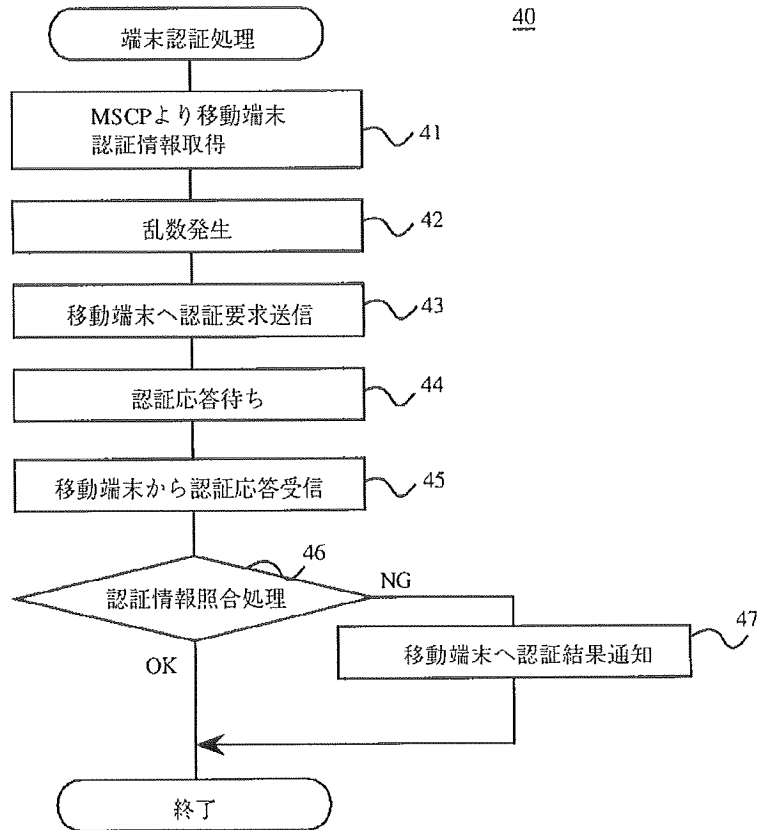 40
端末認証処理
MSCPより移動端末
認証情報取得
41
乱数発生
42
移動端末へ認証要求送信
43
認証応答待ち
44
移動端末から認証応答受信
45
46
認証情報照合処理
NG
OK
移動端末へ認証結果通知
47
終了